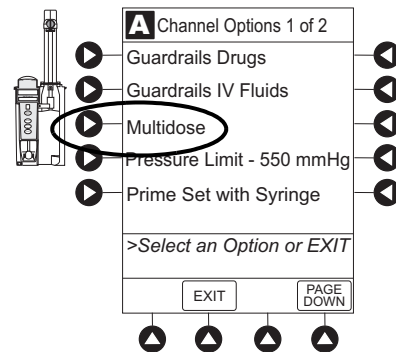 A Channel Options 1 of 2
Guardrails Drugs
Guardrails IV Fluids
Multidose
Pressure Limit - 550 mmHg
Prime Set with Syringe
>Select an Option or EXIT
EXIT
PAGE
DOWN